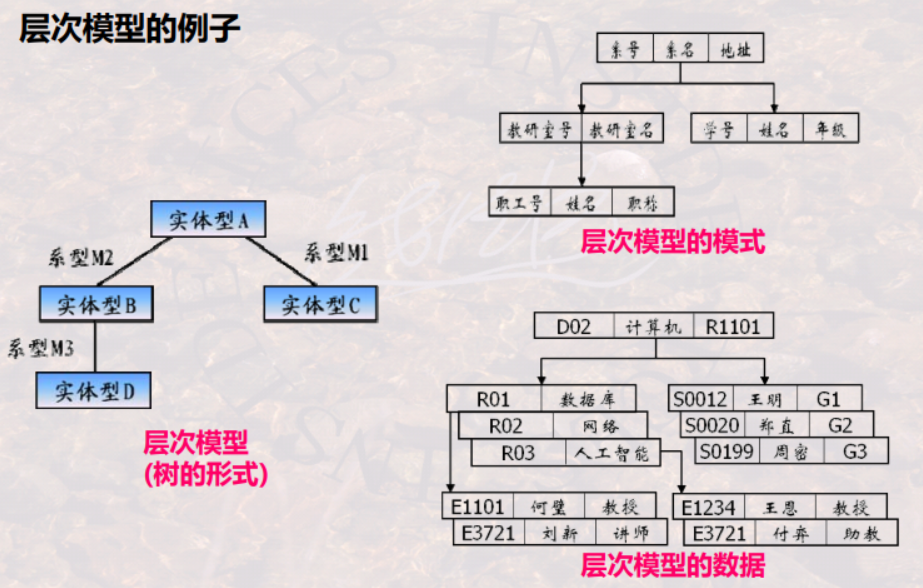 层次模型的例子
系号 系名 地址
教研室号 教研室名
学号 姓名 年级
职工号 姓名 职称
层次模型的模式
实体型A
系型M2
系型M1
实体型B
实体型C
系型M3
实体型D
层次模型
(树的形式)
D02 计算机 R1101
R01 数据库
S0012 王明 G1
R02 网络
S0020 郑直 G2
R03 人工智能
S0199 周密 G3
E1101 何璧 教授
E1234 王恩 教授
E3721 刘新 讲师
E3721 付弃 助教
层次模型的数据